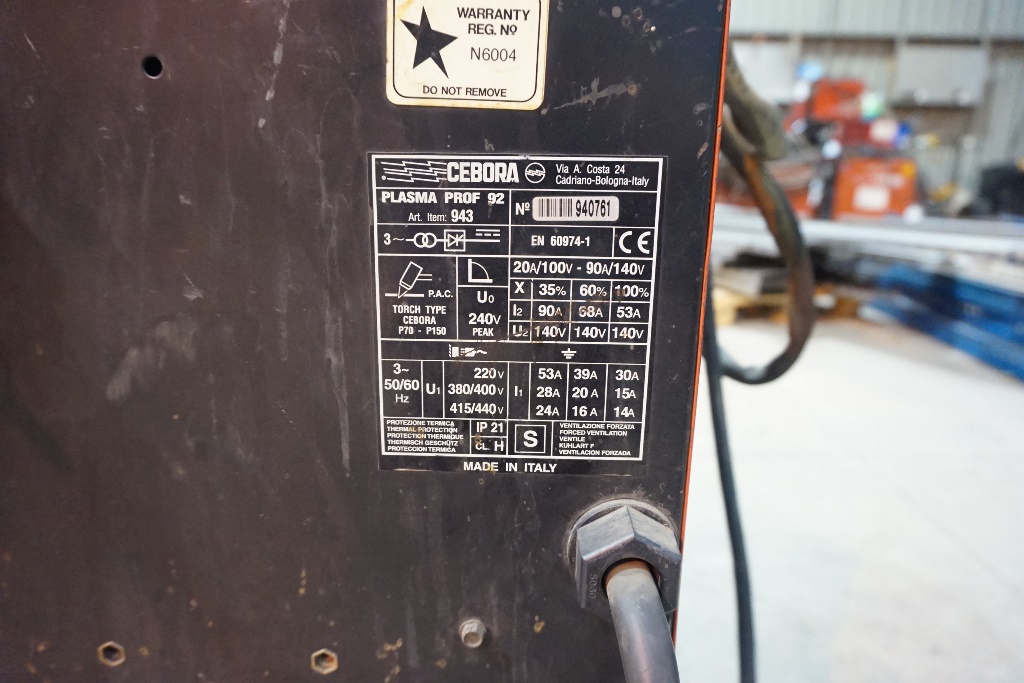 WARRANTY
REG. Nº
N6004
DO NOT REMOVE
CEBORA
Via A. Costa 24
Cadriano-Bologna-Italy
PLASMA PROF 92
Art. Item: 943
Nº 940761
3~
EN 60974-1
CE
P.A.C.
TORCH TYPE
CEBORA
P70 - P150
U0
240V
PEAK
20A/100V - 90A/140V
X 35% 60% 100%
I2 90A 68A 53A
U2 140V 140V 140V
3~
50/60
Hz
U1
220V
380/400V
415/440V
I1
53A 39A 30A
28A 20A 15A
24A 16A 14A
PROTEZIONE TERMICA
THERMAL PROTECTION
PROTECTION THERMIQUE
THERMISCH GESCHÜTZ
PROTECCION TERMICA
IP 21
CL. H
S
VENTILAZIONE FORZATA
FORCED VENTILATION
VENTILE
KUHLART F
VENTILACION FORZADA
MADE IN ITALY